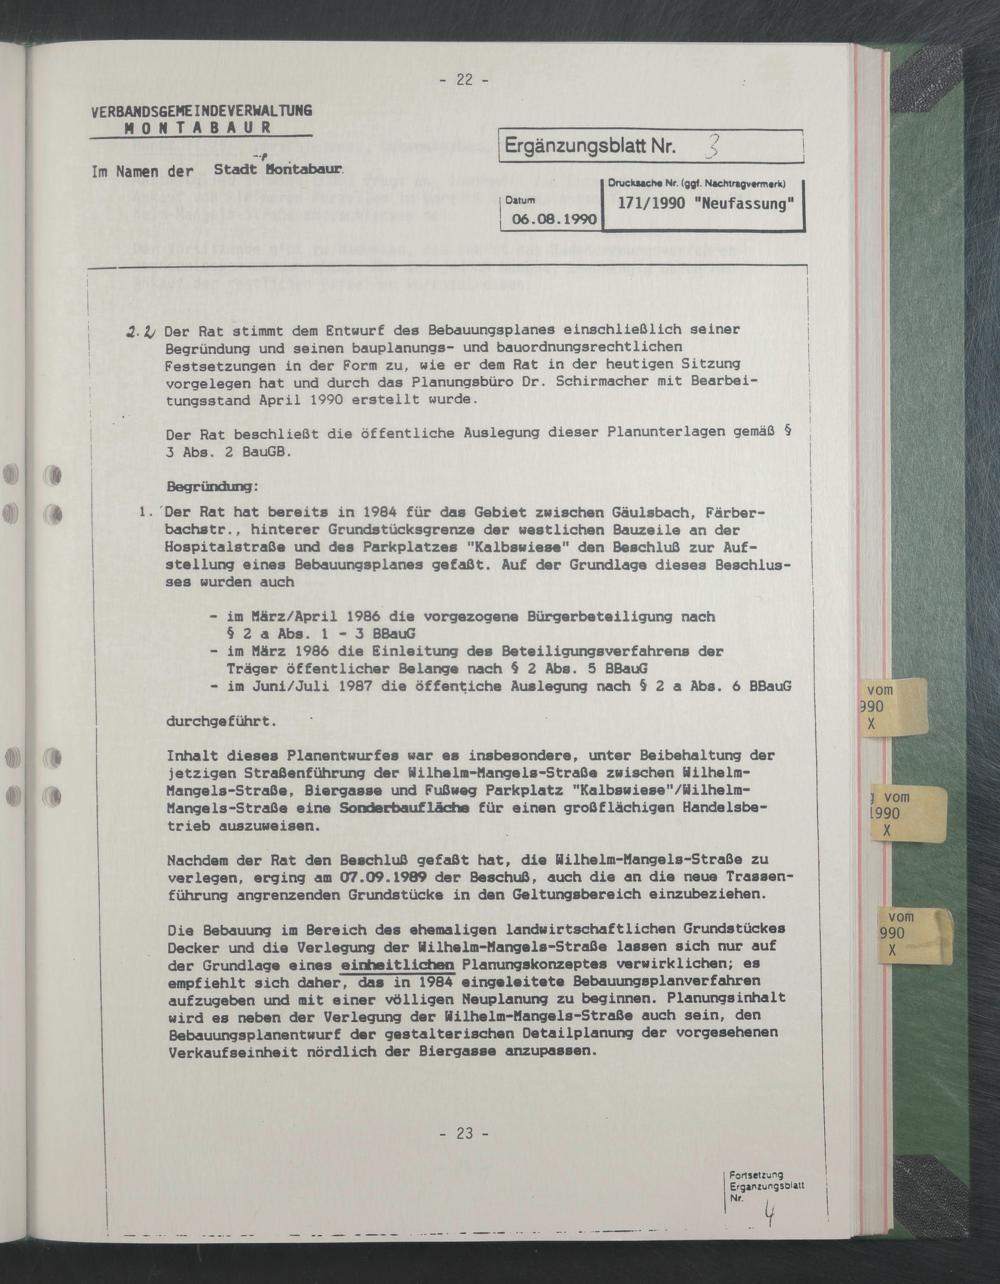 - 22 -
VERBANDSGEMEINDEVERWALTUNG
MONTABAUR
Im Namen der Stadt Montabaur.
Ergänzungsblatt Nr. 3
Datum
06.08.1990
Drucksache Nr. (ggf. Nachtragvermerk)
171/1990 "Neufassung"
2.2 Der Rat stimmt dem Entwurf des Bebauungsplanes einschließlich seiner
Begründung und seinen bauplanungs- und bauordnungsrechtlichen
Festsetzungen in der Form zu, wie er dem Rat in der heutigen Sitzung
vorgelegen hat und durch das Planungsbüro Dr. Schirmacher mit Bearbei-
tungsstand April 1990 erstellt wurde.
Der Rat beschließt die öffentliche Auslegung dieser Planunterlagen gemäß §
3 Abs. 2 BauGB.
Begründung:
1. Der Rat hat bereits in 1984 für das Gebiet zwischen Gäulsbach, Färber-
bachstr., hinterer Grundstücksgrenze der westlichen Bauzeile an der
Hospitalstraße und des Parkplatzes "Kalbswiese" den Beschluß zur Auf-
stellung eines Bebauungsplanes gefaßt. Auf der Grundlage dieses Beschlus-
ses wurden auch
- im März/April 1986 die vorgezogene Bürgerbeteiligung nach
§ 2 a Abs. 1 - 3 BBauG
- im März 1986 die Einleitung des Beteiligungsverfahrens der
Träger öffentlicher Belange nach § 2 Abs. 5 BBauG
- im Juni/Juli 1987 die öffentiche Auslegung nach § 2 a Abs. 6 BBauG
durchgeführt.
Inhalt dieses Planentwurfes war es insbesondere, unter Beibehaltung der
jetzigen Straßenführung der Wilhelm-Mangels-Straße zwischen Wilhelm-
Mangels-Straße, Biergasse und Fußweg Parkplatz "Kalbswiese"/Wilhelm-
Mangels-Straße eine Sonderbaufläche für einen großflächigen Handelsbe-
trieb auszuweisen.
Nachdem der Rat den Beschluß gefaßt hat, die Wilhelm-Mangels-Straße zu
verlegen, erging am 07.09.1989 der Beschuß, auch die an die neue Trassen-
führung angrenzenden Grundstücke in den Geltungsbereich einzubeziehen.
Die Bebauung im Bereich des ehemaligen landwirtschaftlichen Grundstückes
Decker und die Verlegung der Wilhelm-Mangels-Straße lassen sich nur auf
der Grundlage eines einheitlichen Planungskonzeptes verwirklichen; es
empfiehlt sich daher, das in 1984 eingeleitete Bebauungsplanverfahren
aufzugeben und mit einer völligen Neuplanung zu beginnen. Planungsinhalt
wird es neben der Verlegung der Wilhelm-Mangels-Straße auch sein, den
Bebauungsplanentwurf der gestalterischen Detailplanung der vorgesehenen
Verkaufseinheit nördlich der Biergasse anzupassen.
- 23 -
Fortsetzung
Ergänzungsblatt
Nr. 4
vom
990
X
vom
1990
X
vom
990
X